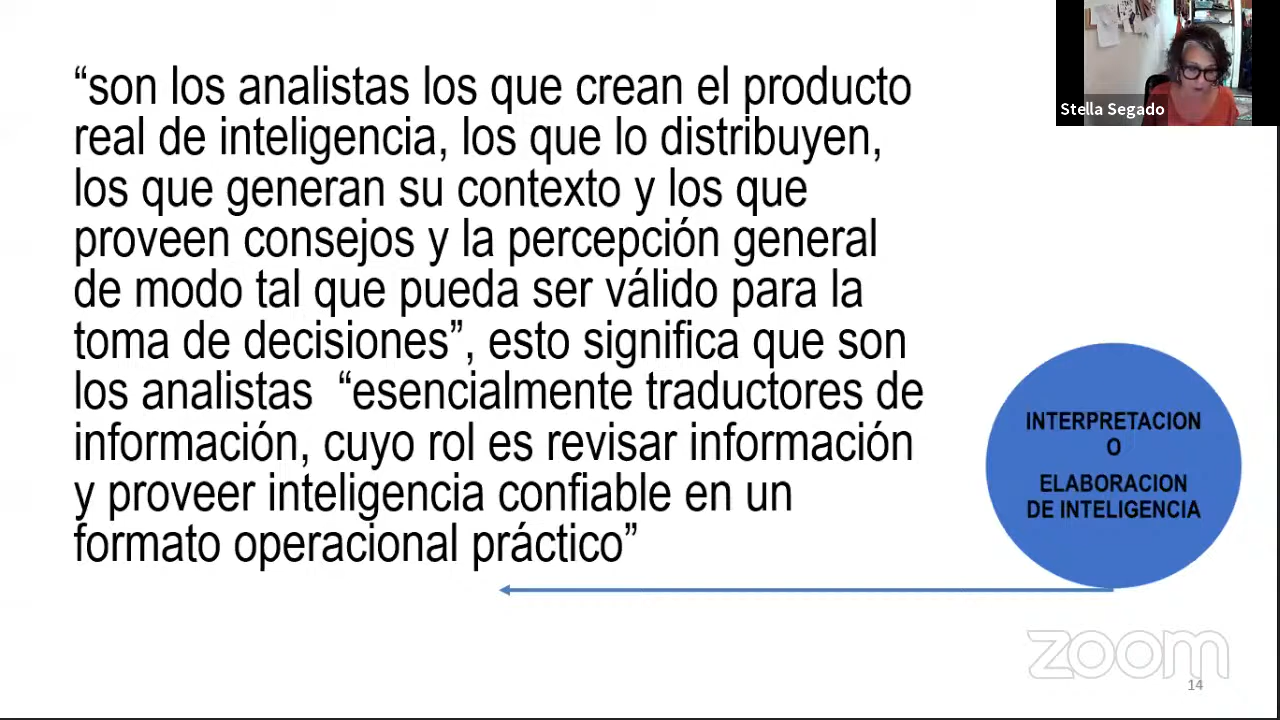 “son los analistas los que crean el producto
real de inteligencia, los que lo distribuyen,
los que generan su contexto y los que
proveen consejos y la percepción general
de modo tal que pueda ser válido para la
toma de decisiones”, esto significa que son
los analistas “esencialmente traductores de
información, cuyo rol es revisar información
y proveer inteligencia confiable en un
formato operacional práctico”
INTERPRETACION
O
ELABORACION
DE INTELIGENCIA
Stella Segado
zoom
14